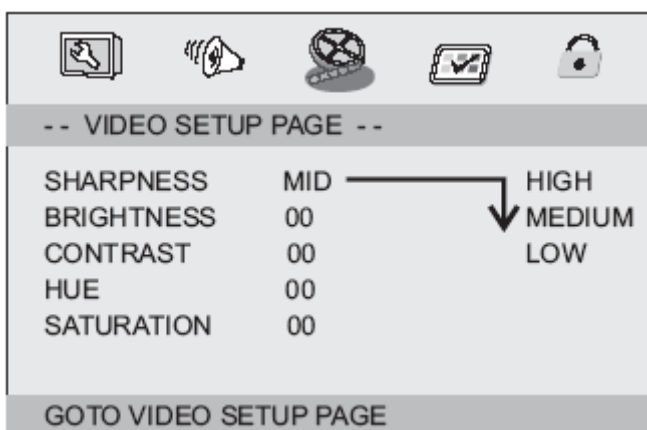 -- VIDEO SETUP PAGE --
SHARPNESS MID HIGH
BRIGHTNESS 00 MEDIUM
CONTRAST 00 LOW
HUE 00
SATURATION 00
GOTO VIDEO SETUP PAGE